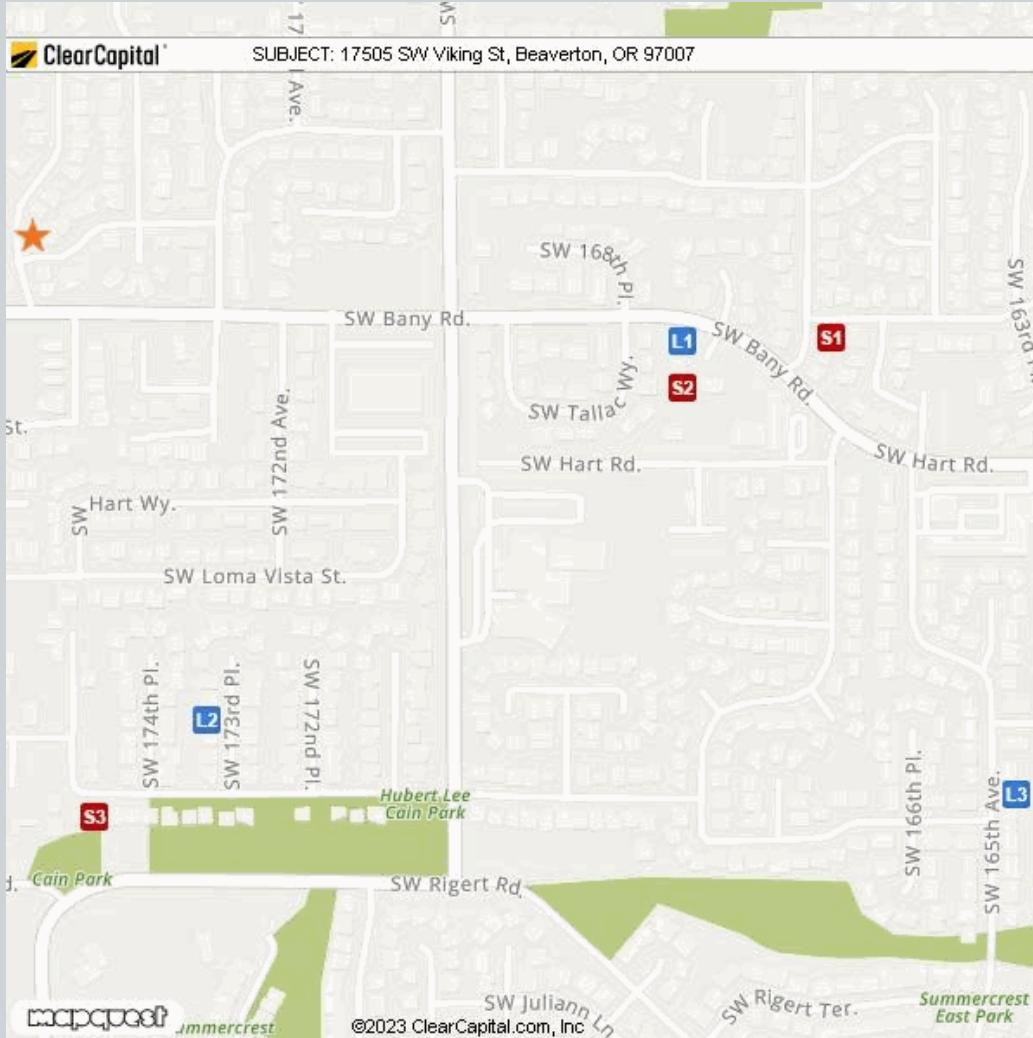 ClearCapital
SUBJECT: 17505 SW Viking St, Beaverton, OR 97007
SW 168th Pl.
SW 163rd
SW Bany Rd.
L1
S1
SW Bany Rd.
S2
SW Tallac Wy.
SW 172nd Ave.
St.
SW Hart Rd.
SW Hart Rd.
SW Hart Wy.
SW Loma Vista St.
SW 174th Pl.
L2
SW 173rd Pl.
SW 172nd Pl.
SW 166th Pl.
SW 165th Ave.
L3
Hubert Lee
Cain Park
S3
Cain Park
SW Rigert Rd.
SW Juliann Ln
SW Rigert Ter.
Summercrest
East Park
mapquest
ummercrest
©2023 ClearCapital.com, Inc